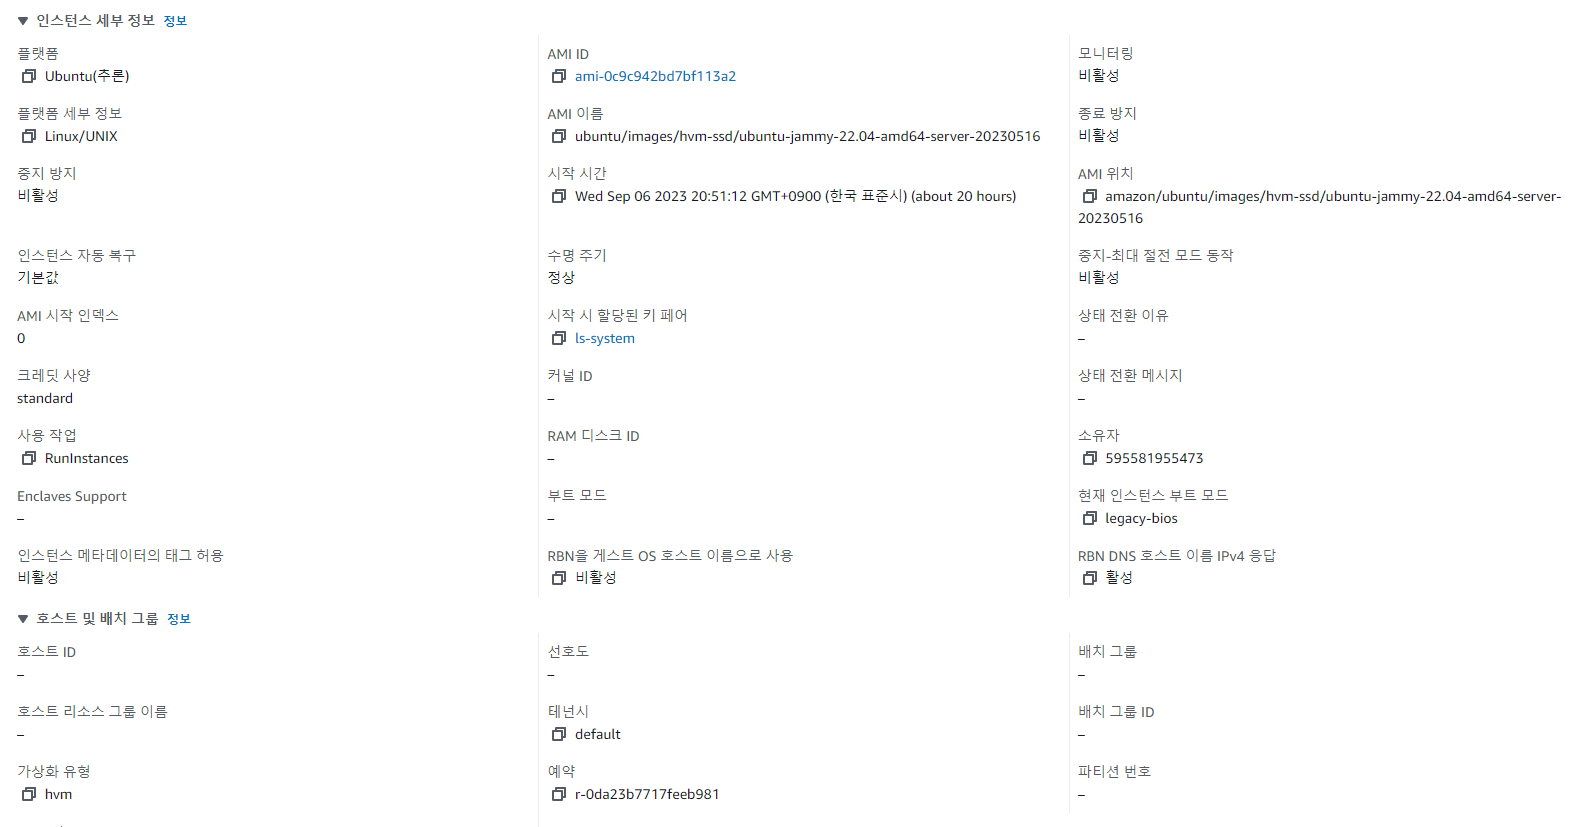 ▼ 인스턴스 세부 정보 정보
플랫폼
Ubuntu(추론)
AMI ID
ami-0c9c942bd7bf113a2
모니터링
비활성
플랫폼 세부 정보
Linux/UNIX
AMI 이름
ubuntu/images/hvm-ssd/ubuntu-jammy-22.04-amd64-server-20230516
종료 방지
비활성
중지 방지
비활성
시작 시간
Wed Sep 06 2023 20:51:12 GMT+0900 (한국 표준시) (about 20 hours)
AMI 위치
amazon/ubuntu/images/hvm-ssd/ubuntu-jammy-22.04-amd64-server-
20230516
인스턴스 자동 복구
기본값
수명 주기
정상
중지-최대 절전 모드 동작
비활성
AMI 시작 인덱스
0
시작 시 할당된 키 페어
ls-system
상태 전환 이유
–
크레딧 사양
standard
커널 ID
–
상태 전환 메시지
–
사용 작업
RunInstances
RAM 디스크 ID
–
소유자
595581955473
Enclaves Support
–
부트 모드
–
현재 인스턴스 부트 모드
legacy-bios
인스턴스 메타데이터의 태그 허용
비활성
RBN을 게스트 OS 호스트 이름으로 사용
비활성
RBN DNS 호스트 이름 IPv4 응답
활성
▼ 호스트 및 배치 그룹 정보
호스트 ID
–
선호도
–
배치 그룹
–
호스트 리소스 그룹 이름
–
테넌시
default
배치 그룹 ID
–
가상화 유형
hvm
예약
r-0da23b7717feeb981
파티션 번호
–